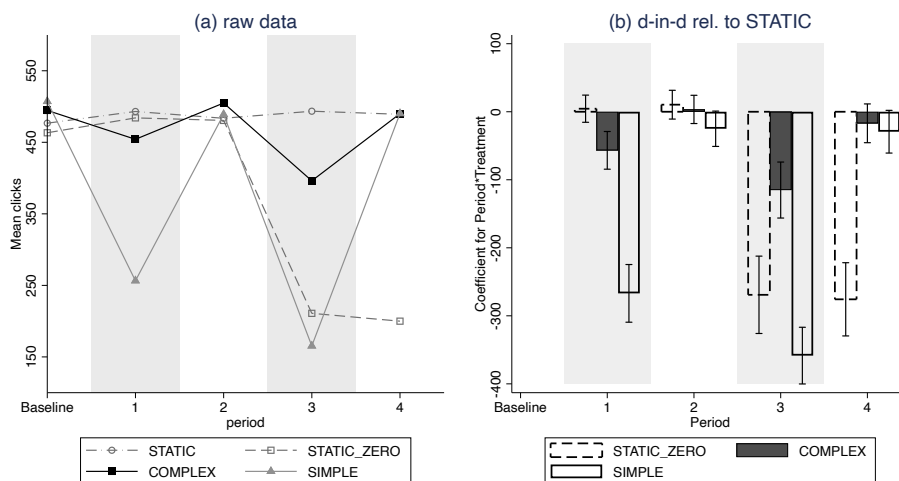 (a) raw data
Mean clicks
550
450
350
250
150
Baseline 1 2 3 4
period
STATIC STATIC_ZERO
COMPLEX SIMPLE
(b) d-in-d rel. to STATIC
Coefficient for Period*Treatment
100
0
-100
-200
-300
-400
Baseline 1 2 3 4
Period
STATIC_ZERO COMPLEX
SIMPLE